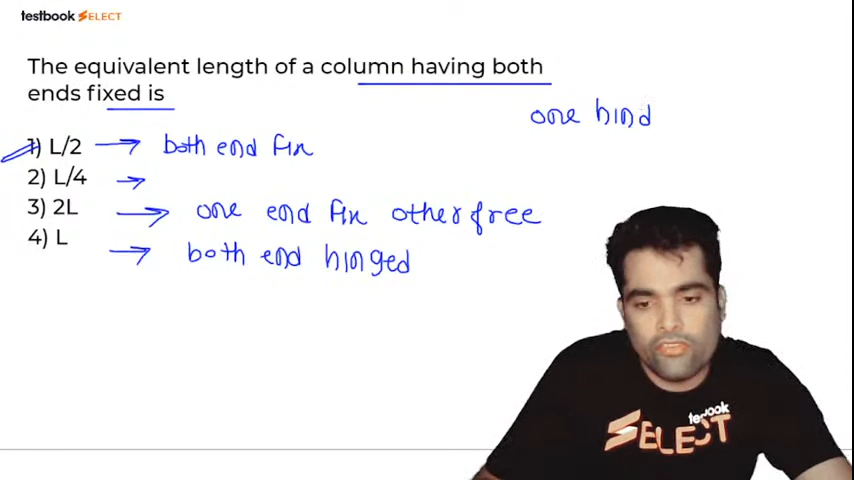 testbook SELECT
The equivalent length of a column having both
ends fixed is
one hind
1) L/2 → both end fix
2) L/4 →
3) 2L → one end fix other free
4) L → both end hinged
testbook
SELECT